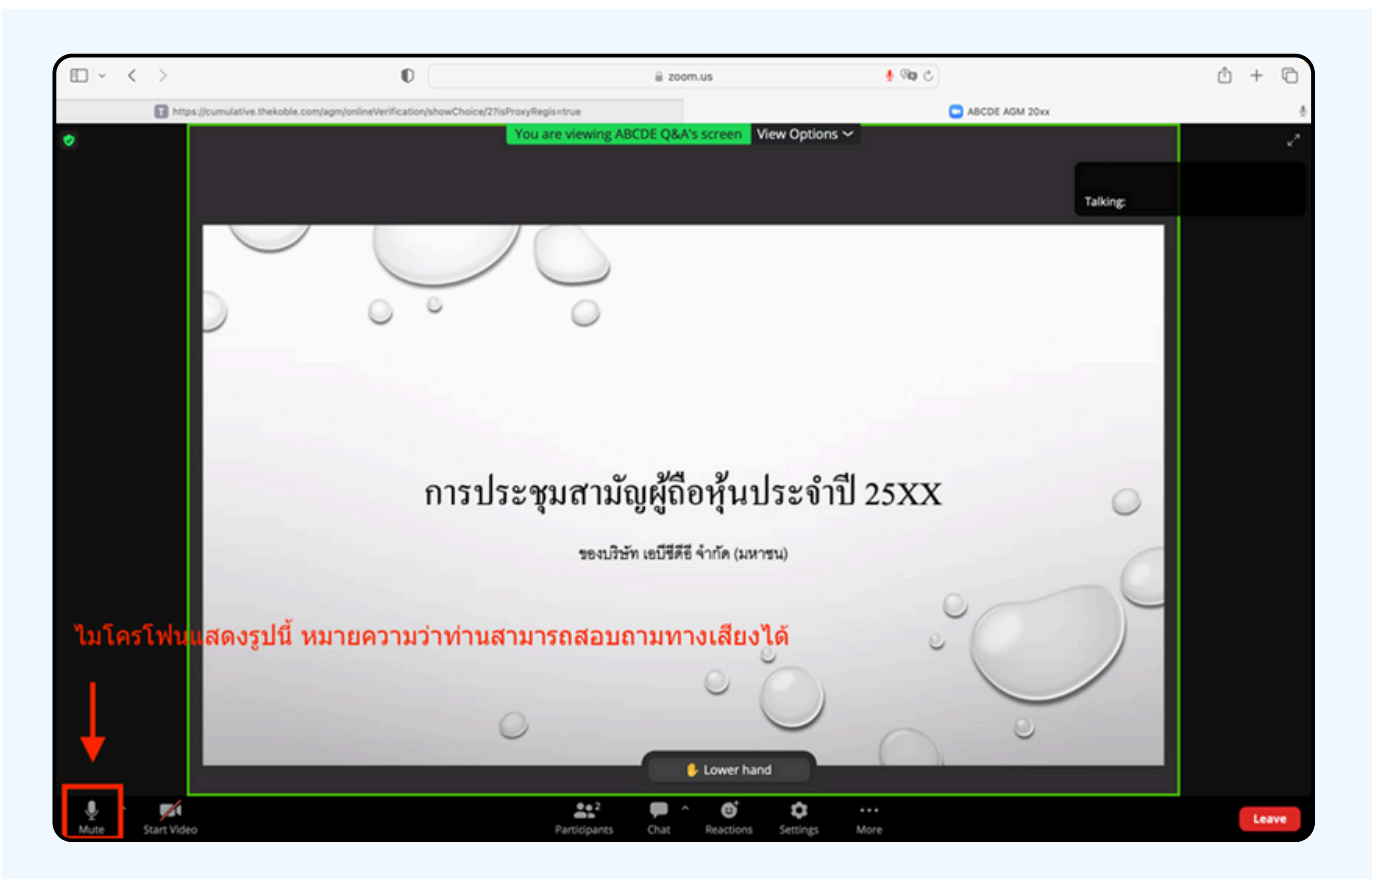 zoom.us
https://cumulative.thekoble.com/agm/onlineVerification/showChoice/2?isProxyRegis=true
ABCDE AGM 20xx
You are viewing ABCDE Q&A's screen View Options
Talking:
การประชุมสามัญผู้ถือหุ้นประจำปี 25XX
ของบริษัท เอบีซีดีอี จำกัด (มหาชน)
ไมโครโฟนแสดงรูปนี้ หมายความว่าท่านสามารถสอบถามทางเสียงได้
Lower hand
2
Mute Start Video Participants Chat Reactions Settings More Leave